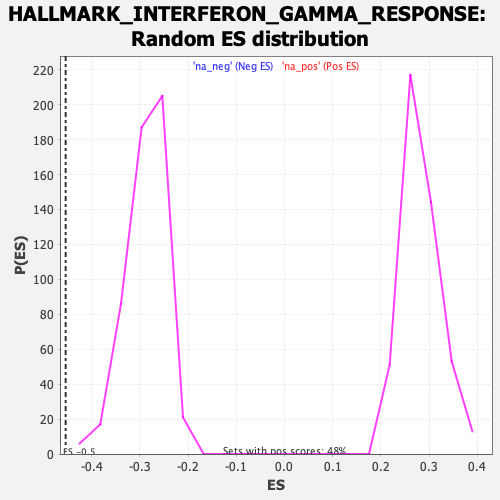 HALLMARK_INTERFERON_GAMMA_RESPONSE:
Random ES distribution
'na_neg' (Neg ES) 'na_pos' (Pos ES)
220
200
180
160
140
120
100
80
60
40
20
0
P(ES)
ES -0.5
Sets with pos scores: 48%
-0.4 -0.3 -0.2 -0.1 0.0 0.1 0.2 0.3 0.4
ES